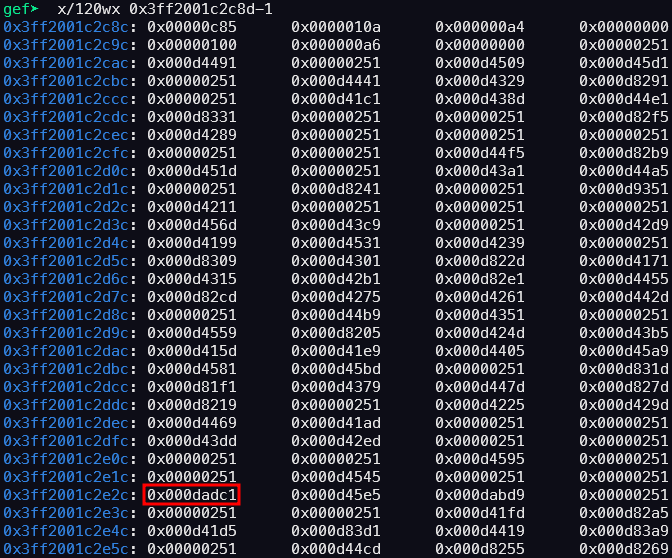 gef➤  x/120wx 0x3ff2001c2c8d-1
0x3ff2001c2c8c: 0x00000c85 0x0000010a 0x000000a4 0x00000000
0x3ff2001c2c9c: 0x00000100 0x000000a6 0x00000000 0x00000251
0x3ff2001c2cac: 0x000d4491 0x00000251 0x000d4509 0x000d45d1
0x3ff2001c2cbc: 0x00000251 0x000d4441 0x000d4329 0x000d8291
0x3ff2001c2ccc: 0x00000251 0x000d41c1 0x000d438d 0x000d44e1
0x3ff2001c2cdc: 0x000d8331 0x00000251 0x00000251 0x000d82f5
0x3ff2001c2cec: 0x000d4289 0x00000251 0x00000251 0x00000251
0x3ff2001c2cfc: 0x00000251 0x00000251 0x000d44f5 0x000d82b9
0x3ff2001c2d0c: 0x000d451d 0x00000251 0x000d43a1 0x000d44a5
0x3ff2001c2d1c: 0x00000251 0x000d8241 0x00000251 0x000d9351
0x3ff2001c2d2c: 0x000d4211 0x00000251 0x00000251 0x00000251
0x3ff2001c2d3c: 0x000d456d 0x000d43c9 0x00000251 0x000d42d9
0x3ff2001c2d4c: 0x000d4199 0x000d4531 0x000d4239 0x00000251
0x3ff2001c2d5c: 0x000d8309 0x000d4301 0x000d822d 0x000d4171
0x3ff2001c2d6c: 0x000d4315 0x000d42b1 0x000d82e1 0x000d4455
0x3ff2001c2d7c: 0x000d82cd 0x000d4275 0x000d4261 0x000d442d
0x3ff2001c2d8c: 0x00000251 0x000d44b9 0x000d4351 0x00000251
0x3ff2001c2d9c: 0x000d4559 0x000d8205 0x000d424d 0x000d43b5
0x3ff2001c2dac: 0x000d415d 0x000d41e9 0x000d4405 0x000d45a9
0x3ff2001c2dbc: 0x000d4581 0x000d45bd 0x00000251 0x000d831d
0x3ff2001c2dcc: 0x000d81f1 0x000d4379 0x000d447d 0x000d827d
0x3ff2001c2ddc: 0x000d8219 0x00000251 0x000d4225 0x000d429d
0x3ff2001c2dec: 0x000d4469 0x000d41ad 0x00000251 0x00000251
0x3ff2001c2dfc: 0x000d43dd 0x000d42ed 0x00000251 0x00000251
0x3ff2001c2e0c: 0x00000251 0x00000251 0x000d4595 0x00000251
0x3ff2001c2e1c: 0x00000251 0x000d4545 0x00000251 0x00000251
0x3ff2001c2e2c: 0x000dadc1 0x000d45e5 0x000dabd9 0x00000251
0x3ff2001c2e3c: 0x00000251 0x00000251 0x000d41fd 0x000d82a5
0x3ff2001c2e4c: 0x000d41d5 0x000d83d1 0x000d4419 0x000d83a9
0x3ff2001c2e5c: 0x00000251 0x000d44cd 0x000d8255 0x000d8269